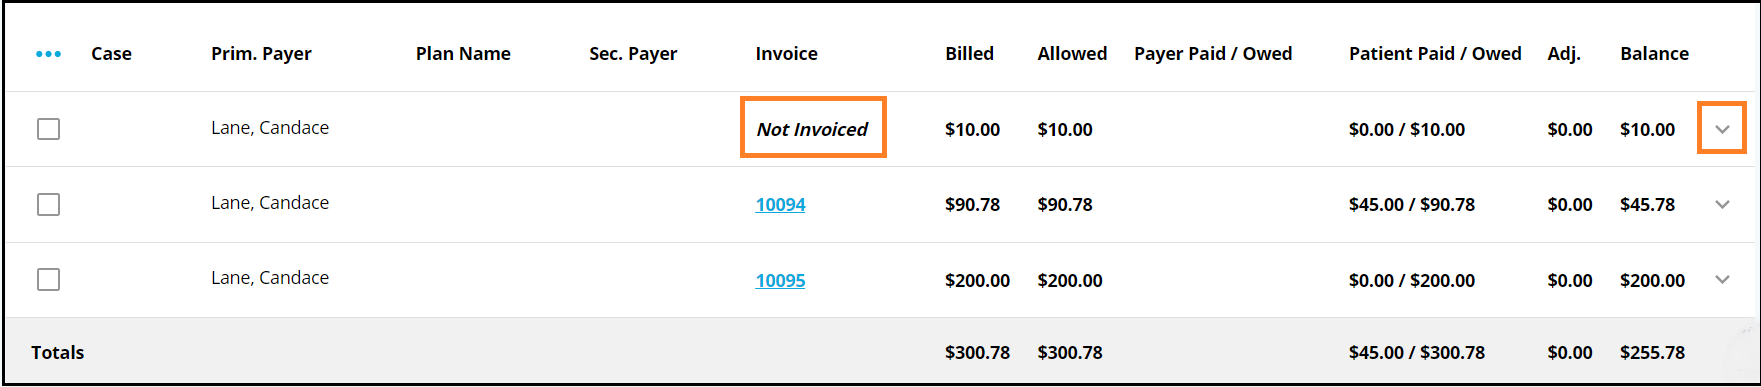 Case Prim. Payer Plan Name Sec. Payer Invoice Billed Allowed Payer Paid / Owed Patient Paid / Owed Adj. Balance
Lane, Candace Not Invoiced $10.00 $10.00 $0.00 / $10.00 $0.00 $10.00
Lane, Candace 10094 $90.78 $90.78 $45.00 / $90.78 $0.00 $45.78
Lane, Candace 10095 $200.00 $200.00 $0.00 / $200.00 $0.00 $200.00
Totals $300.78 $300.78 $45.00 / $300.78 $0.00 $255.78